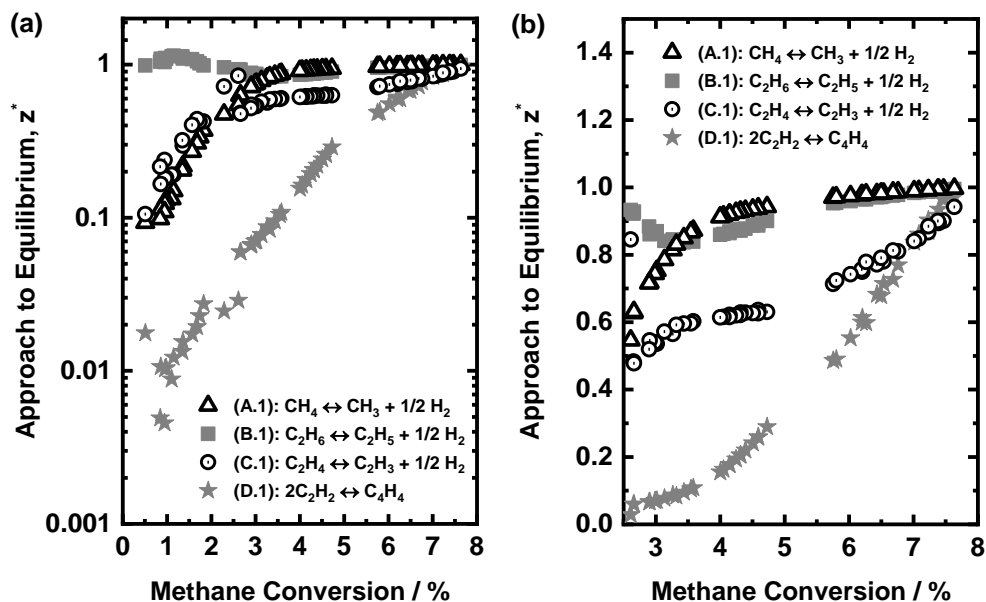 (a)
Approach to Equilibrium, z*
1
0.1
0.01
0.001
(A.1): CH₄ ↔ CH₃ + 1/2 H₂
(B.1): C₂H₆ ↔ C₂H₅ + 1/2 H₂
(C.1): C₂H₄ ↔ C₂H₃ + 1/2 H₂
(D.1): 2C₂H₂ ↔ C₄H₄
0 1 2 3 4 5 6 7 8
Methane Conversion / %
(b)
Approach to Equilibrium, z*
1.4
1.2
1.0
0.8
0.6
0.4
0.2
0.0
(A.1): CH₄ ↔ CH₃ + 1/2 H₂
(B.1): C₂H₆ ↔ C₂H₅ + 1/2 H₂
(C.1): C₂H₄ ↔ C₂H₃ + 1/2 H₂
(D.1): 2C₂H₂ ↔ C₄H₄
3 4 5 6 7 8
Methane Conversion / %